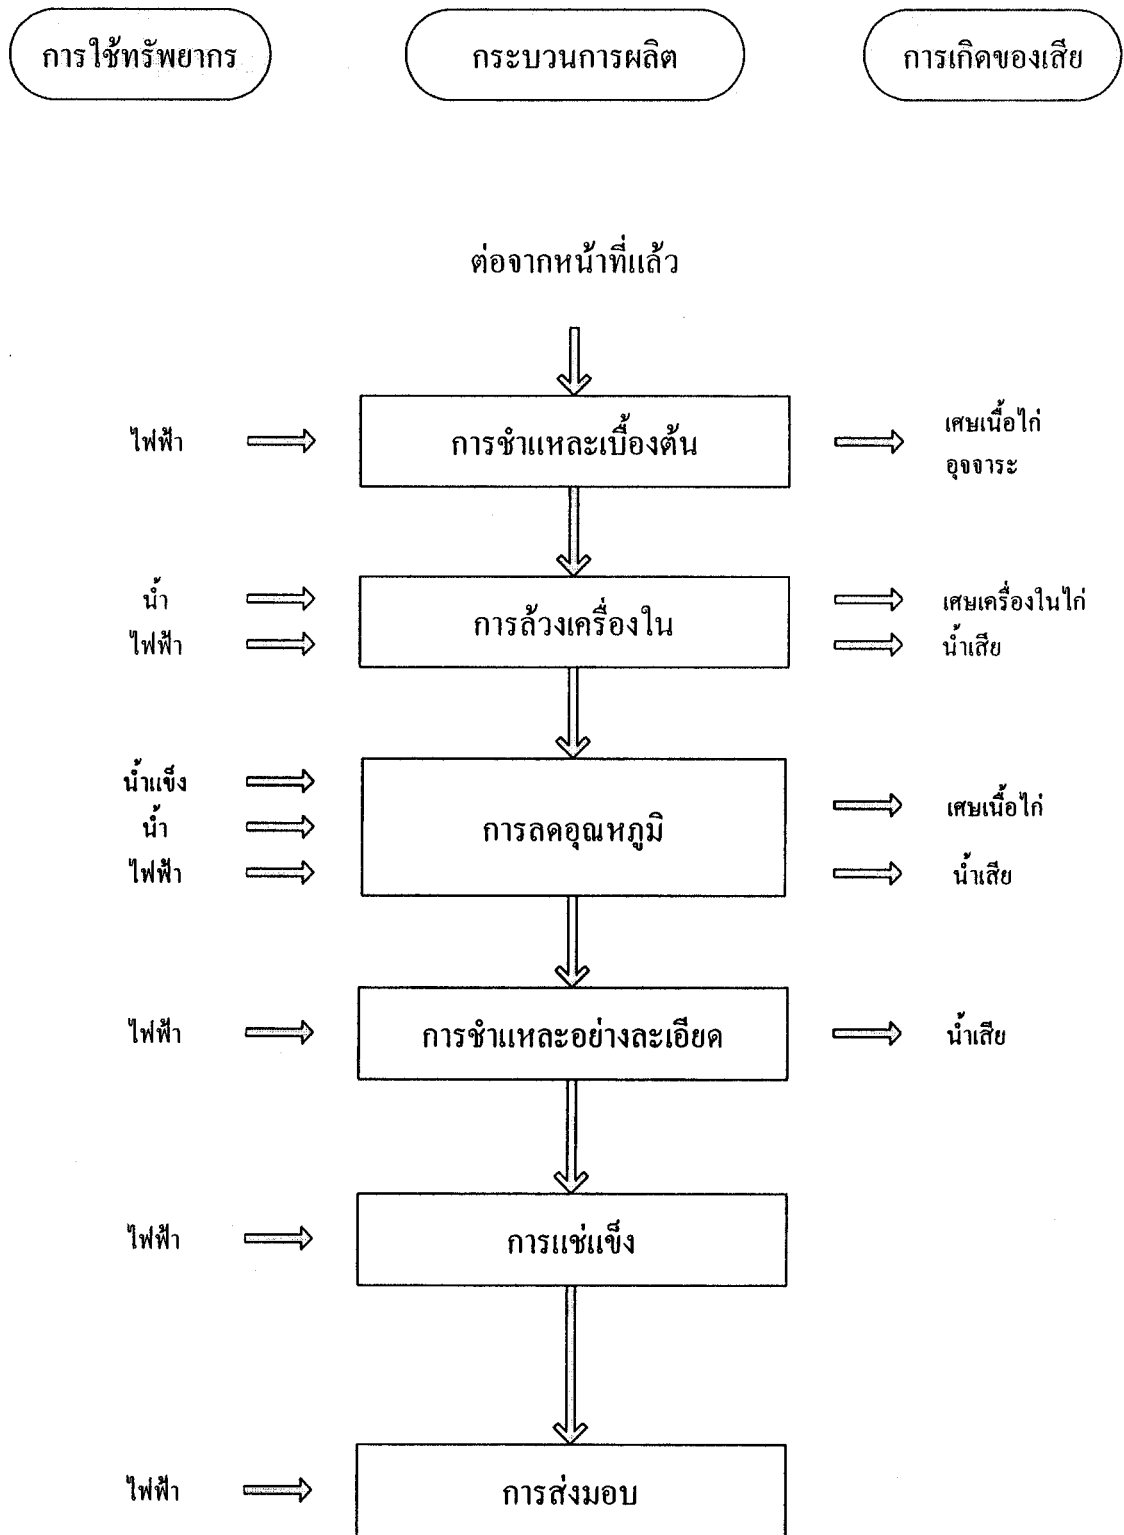 การใช้ทรัพยากร
กระบวนการผลิต
การเกิดของเสีย
ต่อจากหน้าที่แล้ว
ไฟฟ้า
การชำแหละเบื้องต้น
เศษเนื้อไก่
อุจจาระ
น้ำ
ไฟฟ้า
การล้วงเครื่องใน
เศษเครื่องในไก่
น้ำเสีย
น้ำแข็ง
น้ำ
ไฟฟ้า
การลดอุณหภูมิ
เศษเนื้อไก่
น้ำเสีย
ไฟฟ้า
การชำแหละอย่างละเอียด
น้ำเสีย
ไฟฟ้า
การแช่แข็ง
ไฟฟ้า
การส่งมอบ